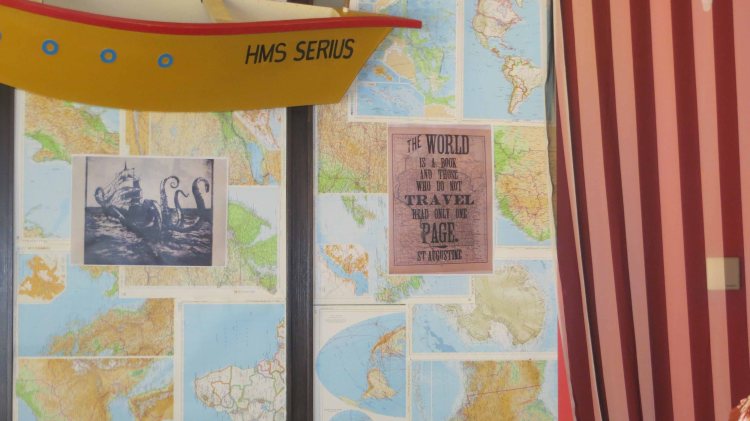 HMS SERIUS
THE WORLD
IS A BOOK
AND THOSE
WHO DO NOT
TRAVEL
READ ONLY ONE
PAGE.
ST AUGUSTINE